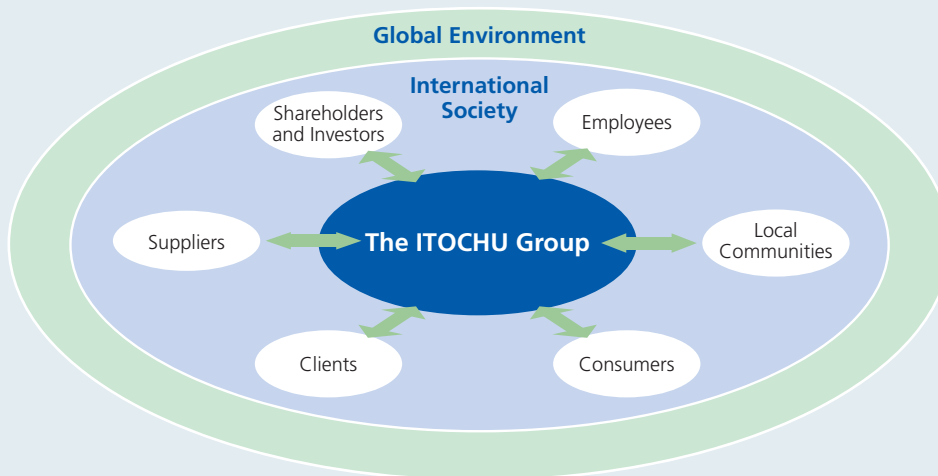 Global Environment
International
Society
Shareholders
and Investors
Employees
Suppliers
The ITOCHU Group
Local
Communities
Clients
Consumers